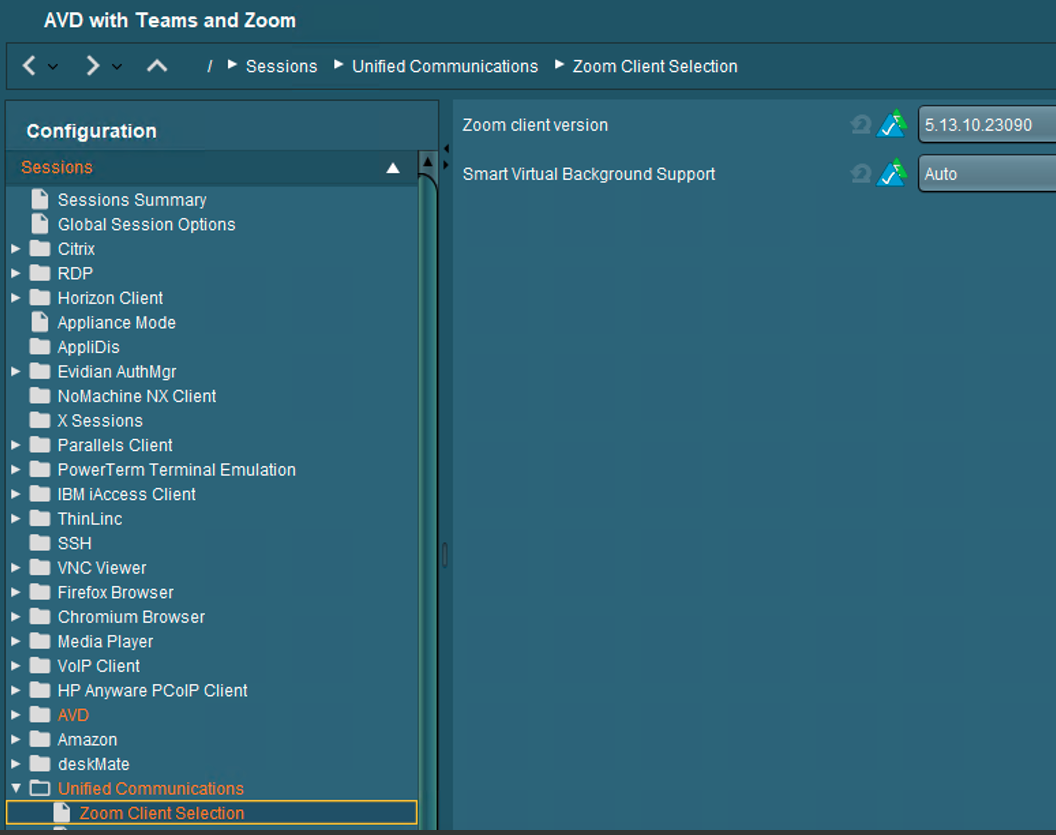 AVD with Teams and Zoom
/ Sessions Unified Communications Zoom Client Selection
Configuration
Sessions
Sessions Summary
Global Session Options
Citrix
RDP
Horizon Client
Appliance Mode
AppliDis
Evidian AuthMgr
NoMachine NX Client
X Sessions
Parallels Client
PowerTerm Terminal Emulation
IBM iAccess Client
ThinLinc
SSH
VNC Viewer
Firefox Browser
Chromium Browser
Media Player
VoIP Client
HP Anyware PCoIP Client
AVD
Amazon
deskMate
Unified Communications
Zoom Client Selection
Zoom client version 5.13.10.23090
Smart Virtual Background Support Auto